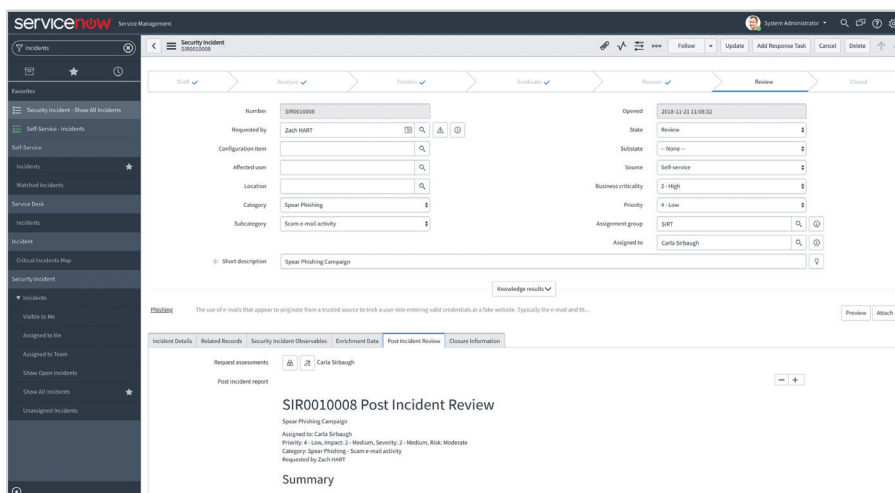 servicenow Service Management
System Administrator
Incidents
Security Incident
SIR0010008
Follow
Update
Add Response Task
Cancel
Delete
Favorites
Security Incident - Show All Incidents
Self-Service - Incidents
Self-Service
Incidents
Watched Incidents
Service Desk
Incidents
Incident
Critical Incidents Map
Security Incident
Incidents
Visible to Me
Assigned to Me
Assigned to Team
Show Open Incidents
Show All Incidents
Unassigned Incidents
Draft
Analysis
Contain
Eradicate
Recover
Review
Closed
Number SIR0010008
Opened 2018-11-21 11:08:32
Requested by Zach HART
State Review
Configuration item
Substate -- None --
Affected user
Source Self-service
Location
Business criticality 2 - High
Category Spear Phishing
Priority 4 - Low
Subcategory Scam e-mail activity
Assignment group SIRT
Assigned to Carla Sirbaugh
Short description Spear Phishing Campaign
Knowledge results
Phishing The use of e-mails that appear to originate from a trusted source to trick a user into entering valid credentials at a fake website. Typically the e-mail and th...
Preview Attach
Incident Details Related Records Security Incident Observables Enrichment Data Post Incident Review Closure Information
Request assessments Carla Sirbaugh
Post incident report
SIR0010008 Post Incident Review
Spear Phishing Campaign
Assigned to: Carla Sirbaugh
Priority: 4 - Low, Impact: 2 - Medium, Severity: 2 - Medium, Risk: Moderate
Category: Spear Phishing - Scam e-mail activity
Requested by Zach HART
Summary